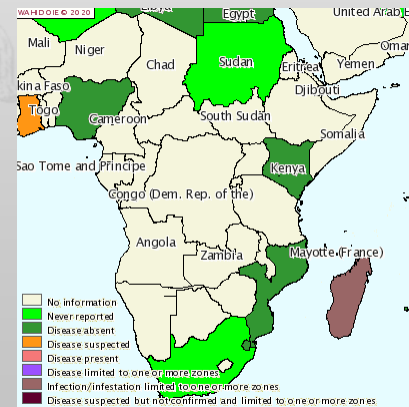 WAHID OIE © 2020
Libya
Egypt
United Arab E
Mali
Niger
Chad
Sudan
Eritrea
Yemen
Oman
Djibouti
kina Faso
Togo
Cameroon
South Sudan
Somalia
Sao Tome and Principe
Kenya
Congo (Dem. Rep. of the)
Angola
Zambia
Mayotte (France)
No information
Never reported
Disease absent
Disease suspected
Disease present
Disease limited to one or more zones
Infection/infestation limited to one or more zones
Disease suspected but not confirmed and limited to one or more zones